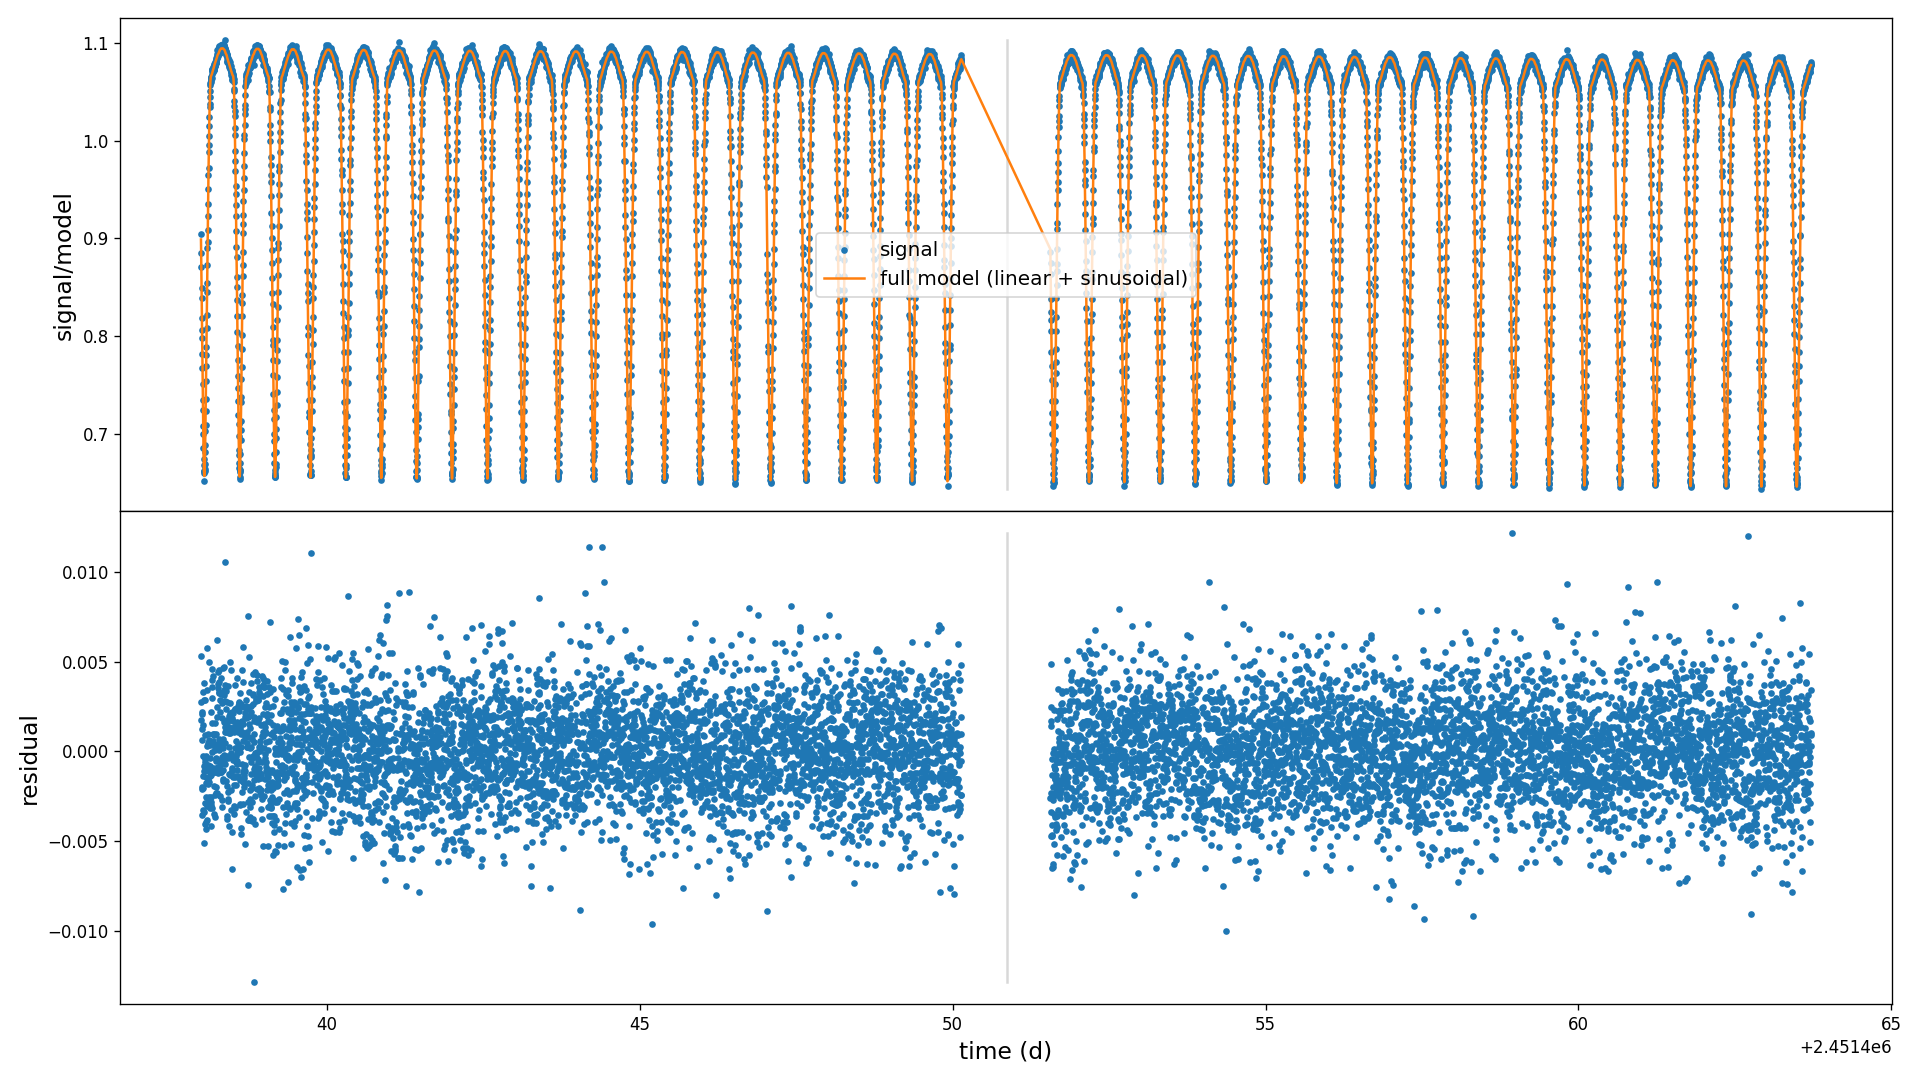 signal/model
1.1
1.0
0.9
0.8
0.7
signal
full model (linear + sinusoidal)
residual
0.010
0.005
0.000
−0.005
−0.010
40
45
50
55
60
65
time (d)
+2.4514e6